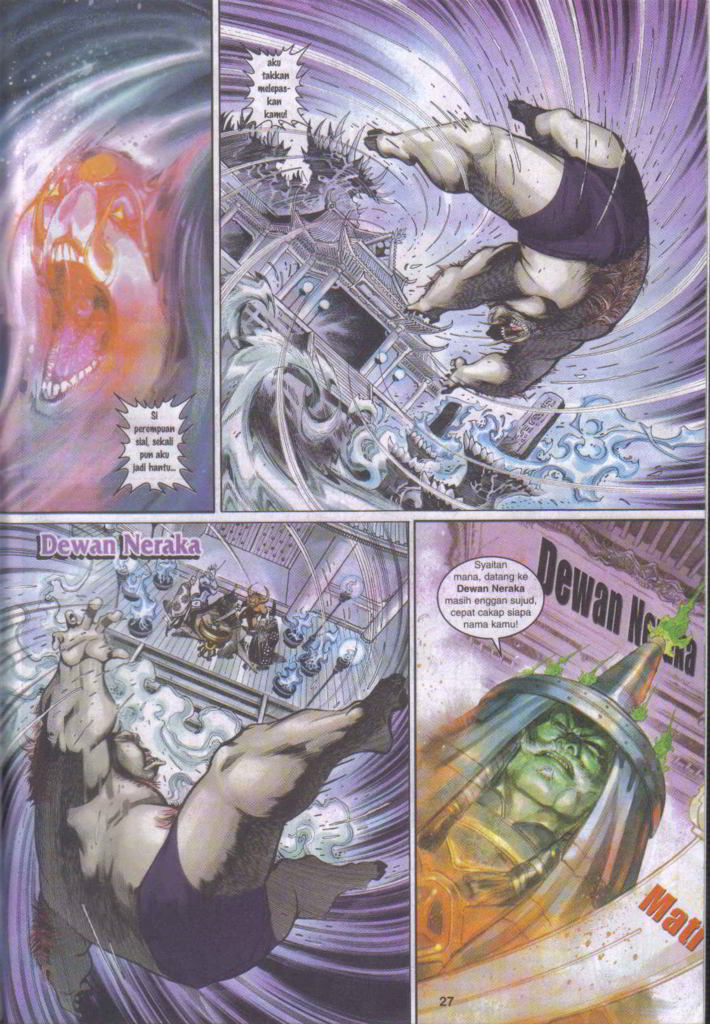 Si
perempuan
sial, sekali
pun aku
jadi hantu...
aku
takkan
melepas-
kan
kamu!
Dewan Neraka
Syaitan
mana, datang ke
Dewan Neraka
masih enggan sujud,
cepat cakap siapa
nama kamu!
Dewan Neraka
Mati
27